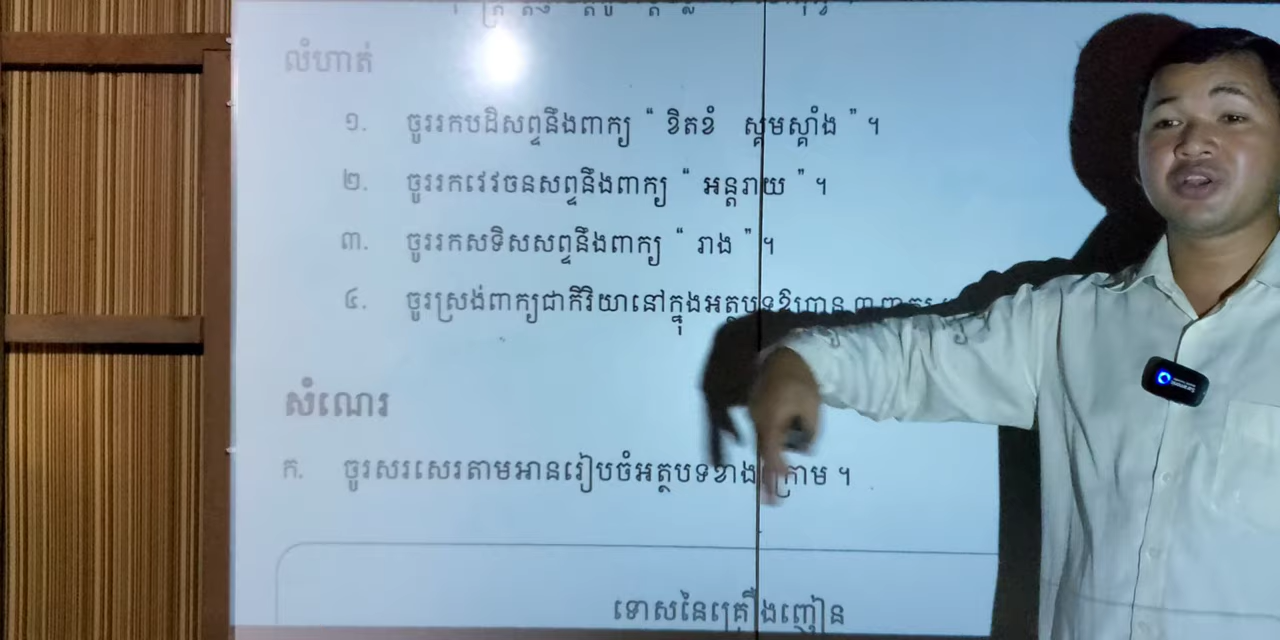 លំហាត់
១. ចូររកបដិសព្ទនឹងពាក្យ “ ខិតខំ ស្គមស្គាំង ” ។
២. ចូររកវេវចនសព្ទនឹងពាក្យ “ អន្តរាយ ” ។
៣. ចូររកសទិសសព្ទនឹងពាក្យ “ រាង ” ។
៤. ចូរស្រង់ពាក្យជាកិរិយានៅក្នុងអត្ថបទឱ្យបាន
សំណេរ
ក. ចូរសរសេរតាមអានរៀបចំអត្ថបទខាងក្រោម ។
ទោសនៃគ្រឿងញៀន